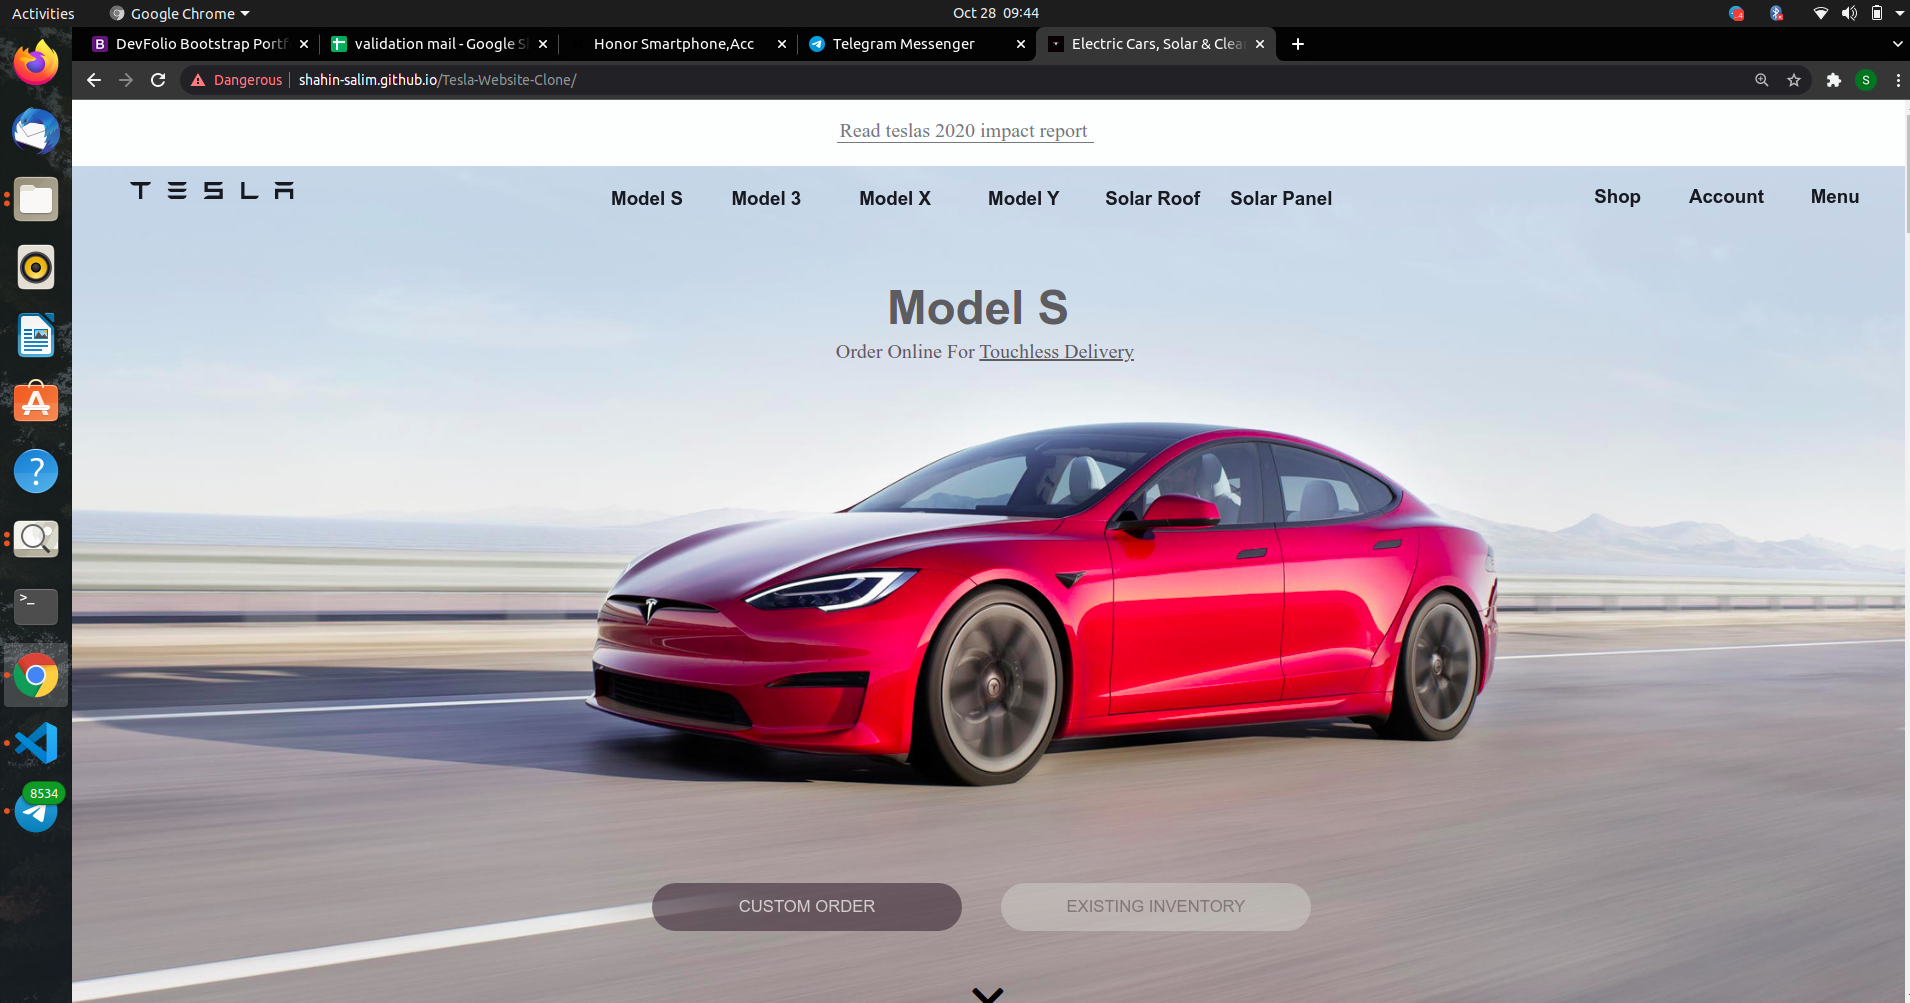 Activities Google Chrome Oct 28 09:44
DevFolio Bootstrap Portf validation mail - Google S Honor Smartphone,Acc Telegram Messenger Electric Cars, Solar & Clea
Dangerous shahin-salim.github.io/Tesla-Website-Clone/ S
Read teslas 2020 impact report
TESLA Model S Model 3 Model X Model Y Solar Roof Solar Panel Shop Account Menu
Model S
Order Online For Touchless Delivery
8534
CUSTOM ORDER EXISTING INVENTORY